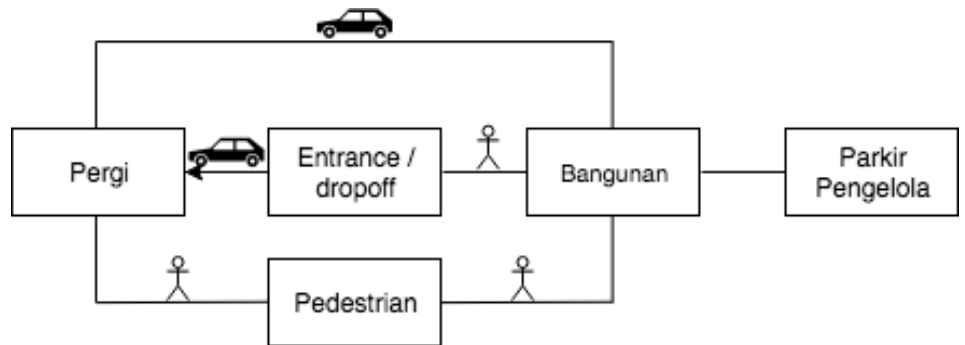 Pergi
Entrance /
dropoff
Bangunan
Parkir
Pengelola
Pedestrian